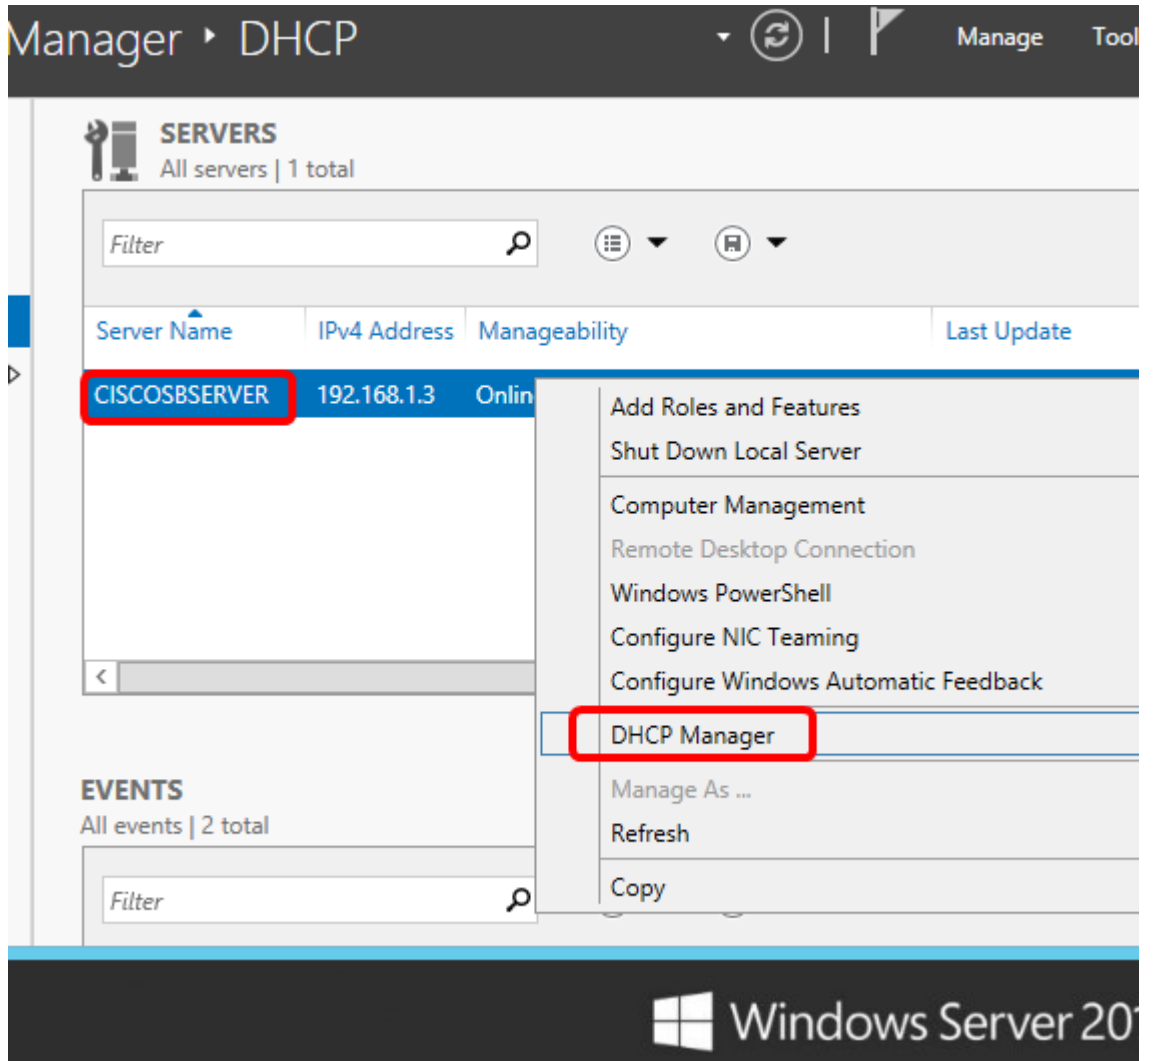 Manager ‣ DHCP
Manage Tool
SERVERS
All servers | 1 total
Filter
Server Name IPv4 Address Manageability Last Update
CISCOSBSERVER 192.168.1.3 Onlin
Add Roles and Features
Shut Down Local Server
Computer Management
Remote Desktop Connection
Windows PowerShell
Configure NIC Teaming
Configure Windows Automatic Feedback
DHCP Manager
Manage As ...
Refresh
Copy
EVENTS
All events | 2 total
Filter
Windows Server 201